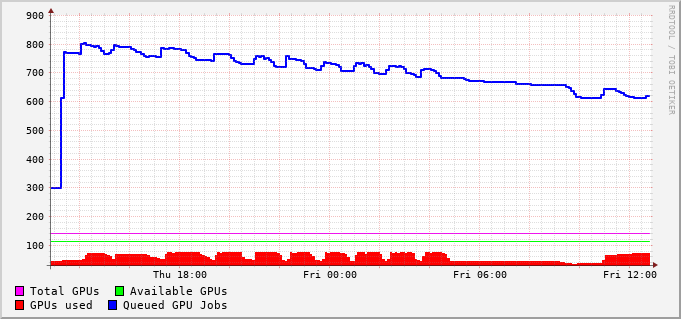 RRDTOOL / TOBI OETIKER
900
800
700
600
500
400
300
200
100
Thu 18:00 Fri 00:00 Fri 06:00 Fri 12:00
Total GPUs Available GPUs
GPUs used Queued GPU Jobs